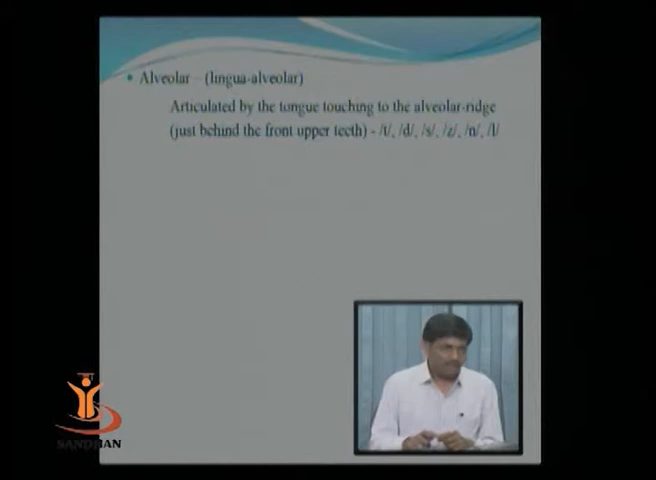 • Alveolar – (lingua-alveolar)
Articulated by the tongue touching to the alveolar-ridge
(just behind the front upper teeth) - /t/, /d/, /s/, /z/, /n/, /l/
SANDHAN